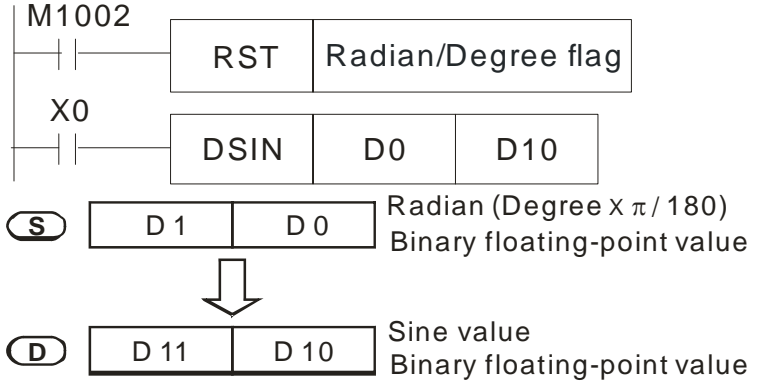 M1002
RST Radian/Degree flag
X0
DSIN D0 D10
S D 1 D 0 Radian (Degree x π / 180)
Binary floating-point value
D D 11 D 10 Sine value
Binary floating-point value